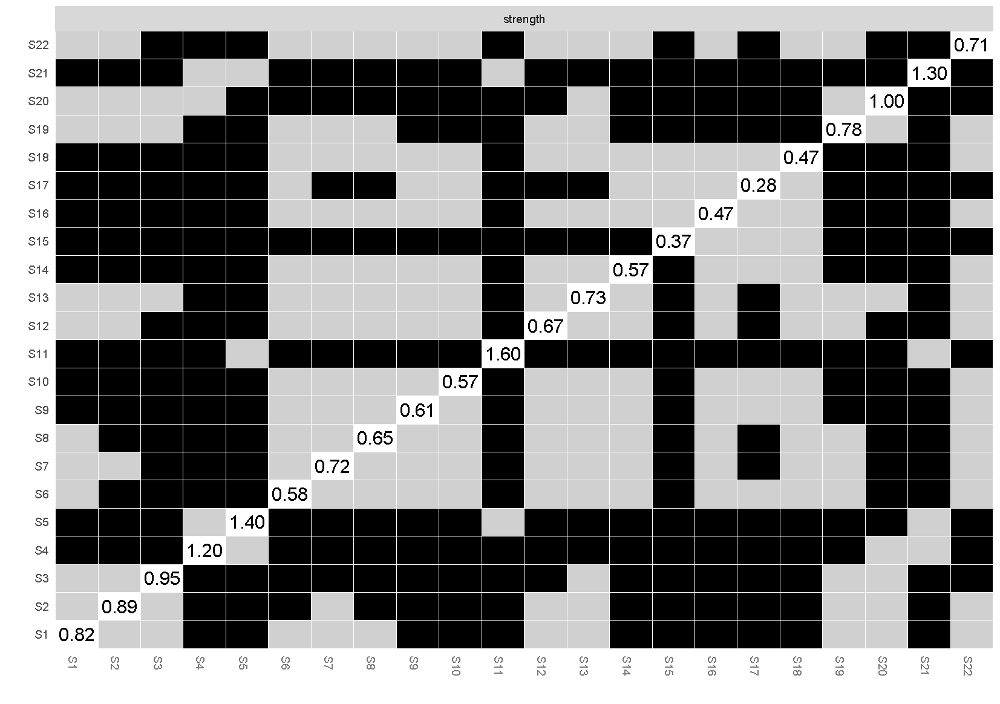 strength
S22 0.71
S21 1.30
S20 1.00
S19 0.78
S18 0.47
S17 0.28
S16 0.47
S15 0.37
S14 0.57
S13 0.73
S12 0.67
S11 1.60
S10 0.57
S9 0.61
S8 0.65
S7 0.72
S6 0.58
S5 1.40
S4 1.20
S3 0.95
S2 0.89
S1 0.82
S1 S2 S3 S4 S5 S6 S7 S8 S9 S10 S11 S12 S13 S14 S15 S16 S17 S18 S19 S20 S21 S22